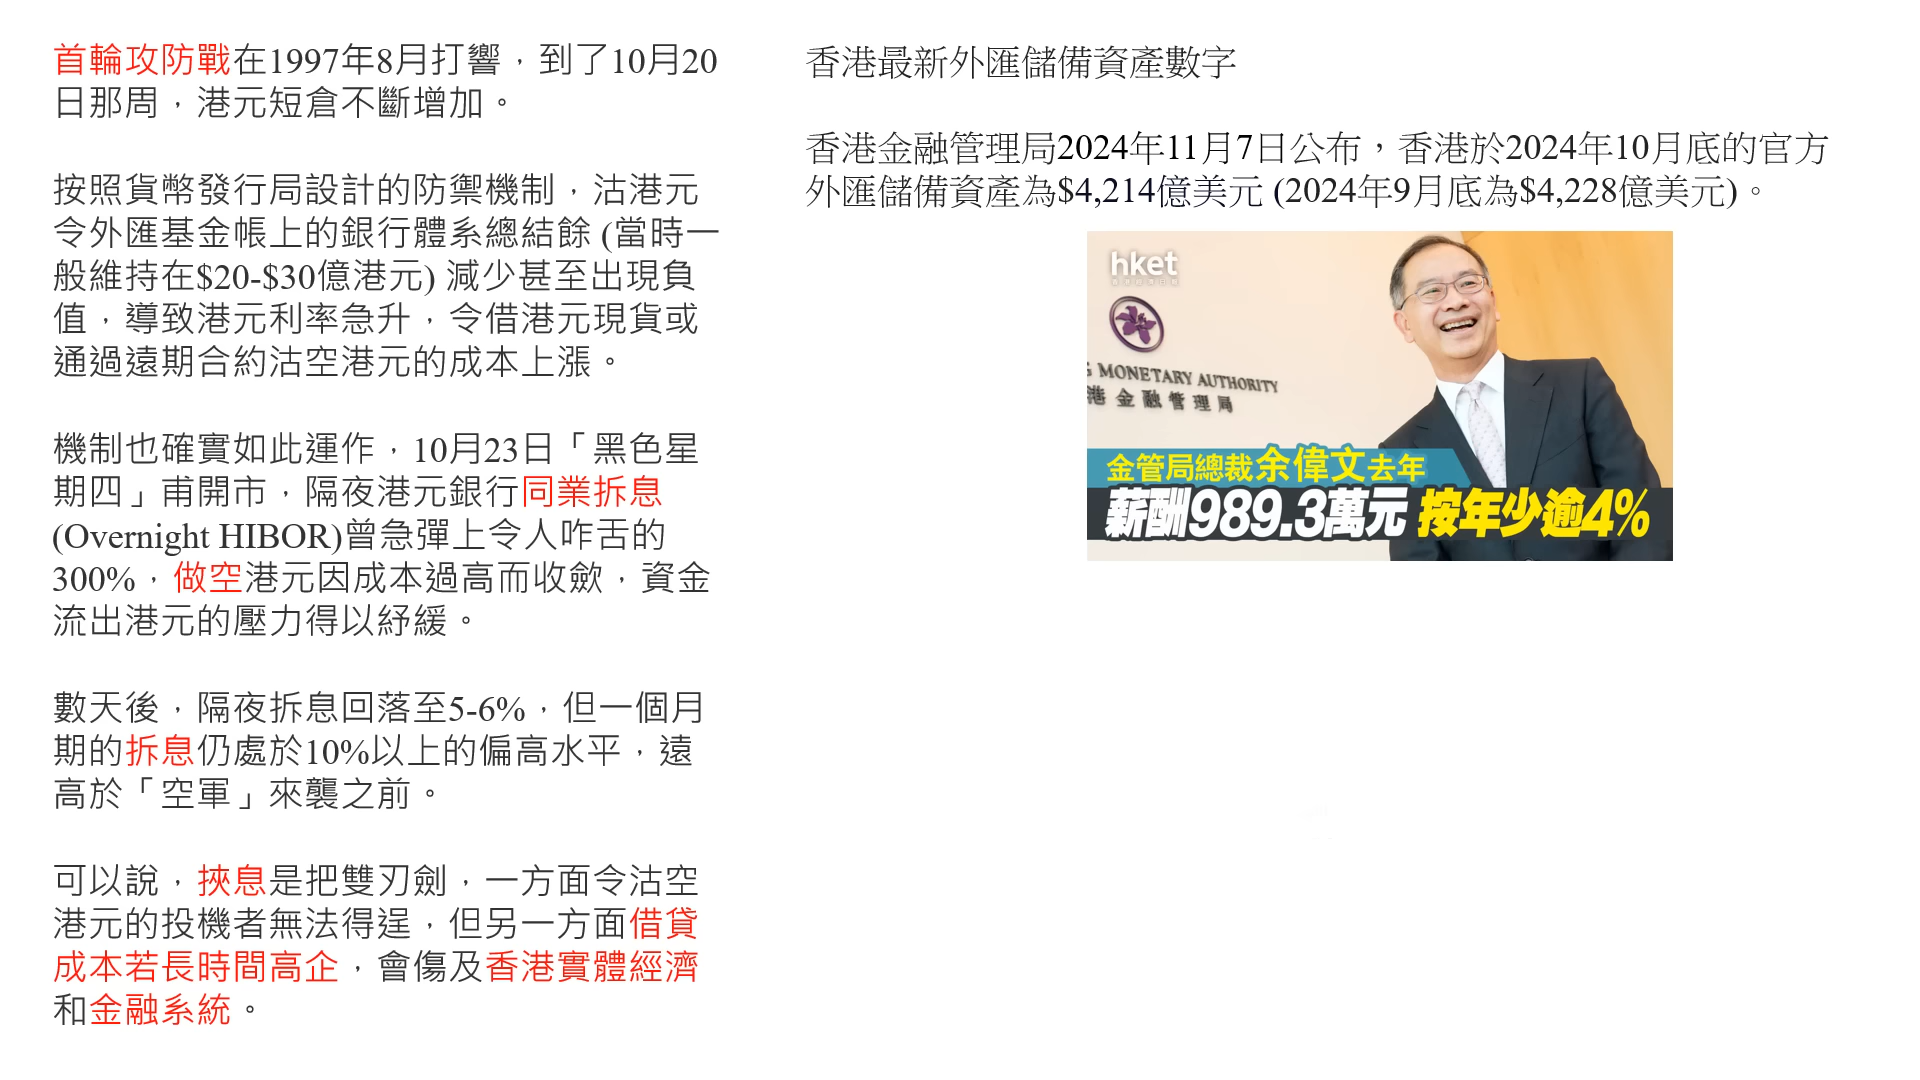 首輪攻防戰在1997年8月打響，到了10月20
日那周，港元短倉不斷增加。
按照貨幣發行局設計的防禦機制，沽港元
令外匯基金帳上的銀行體系總結餘 (當時一
般維持在$20-$30億港元) 減少甚至出現負
值，導致港元利率急升，令借港元現貨或
通過遠期合約沽空港元的成本上漲。
機制也確實如此運作，10月23日「黑色星
期四」甫開市，隔夜港元銀行同業拆息
(Overnight HIBOR)曾急彈上令人咋舌的
300%，做空港元因成本過高而收歛，資金
流出港元的壓力得以紓緩。
數天後，隔夜拆息回落至5-6%，但一個月
期的拆息仍處於10%以上的偏高水平，遠
高於「空軍」來襲之前。
可以說，挾息是把雙刃劍，一方面令沽空
港元的投機者無法得逞，但另一方面借貸
成本若長時間高企，會傷及香港實體經濟
和金融系統。
香港最新外匯儲備資產數字
香港金融管理局2024年11月7日公布，香港於2024年10月底的官方
外匯儲備資產為$4,214億美元 (2024年9月底為$4,228億美元)。
hket
G MONETARY AUTHORITY
港金融管理局
金管局總裁余偉文去年
薪酬989.3萬元 按年少逾4%